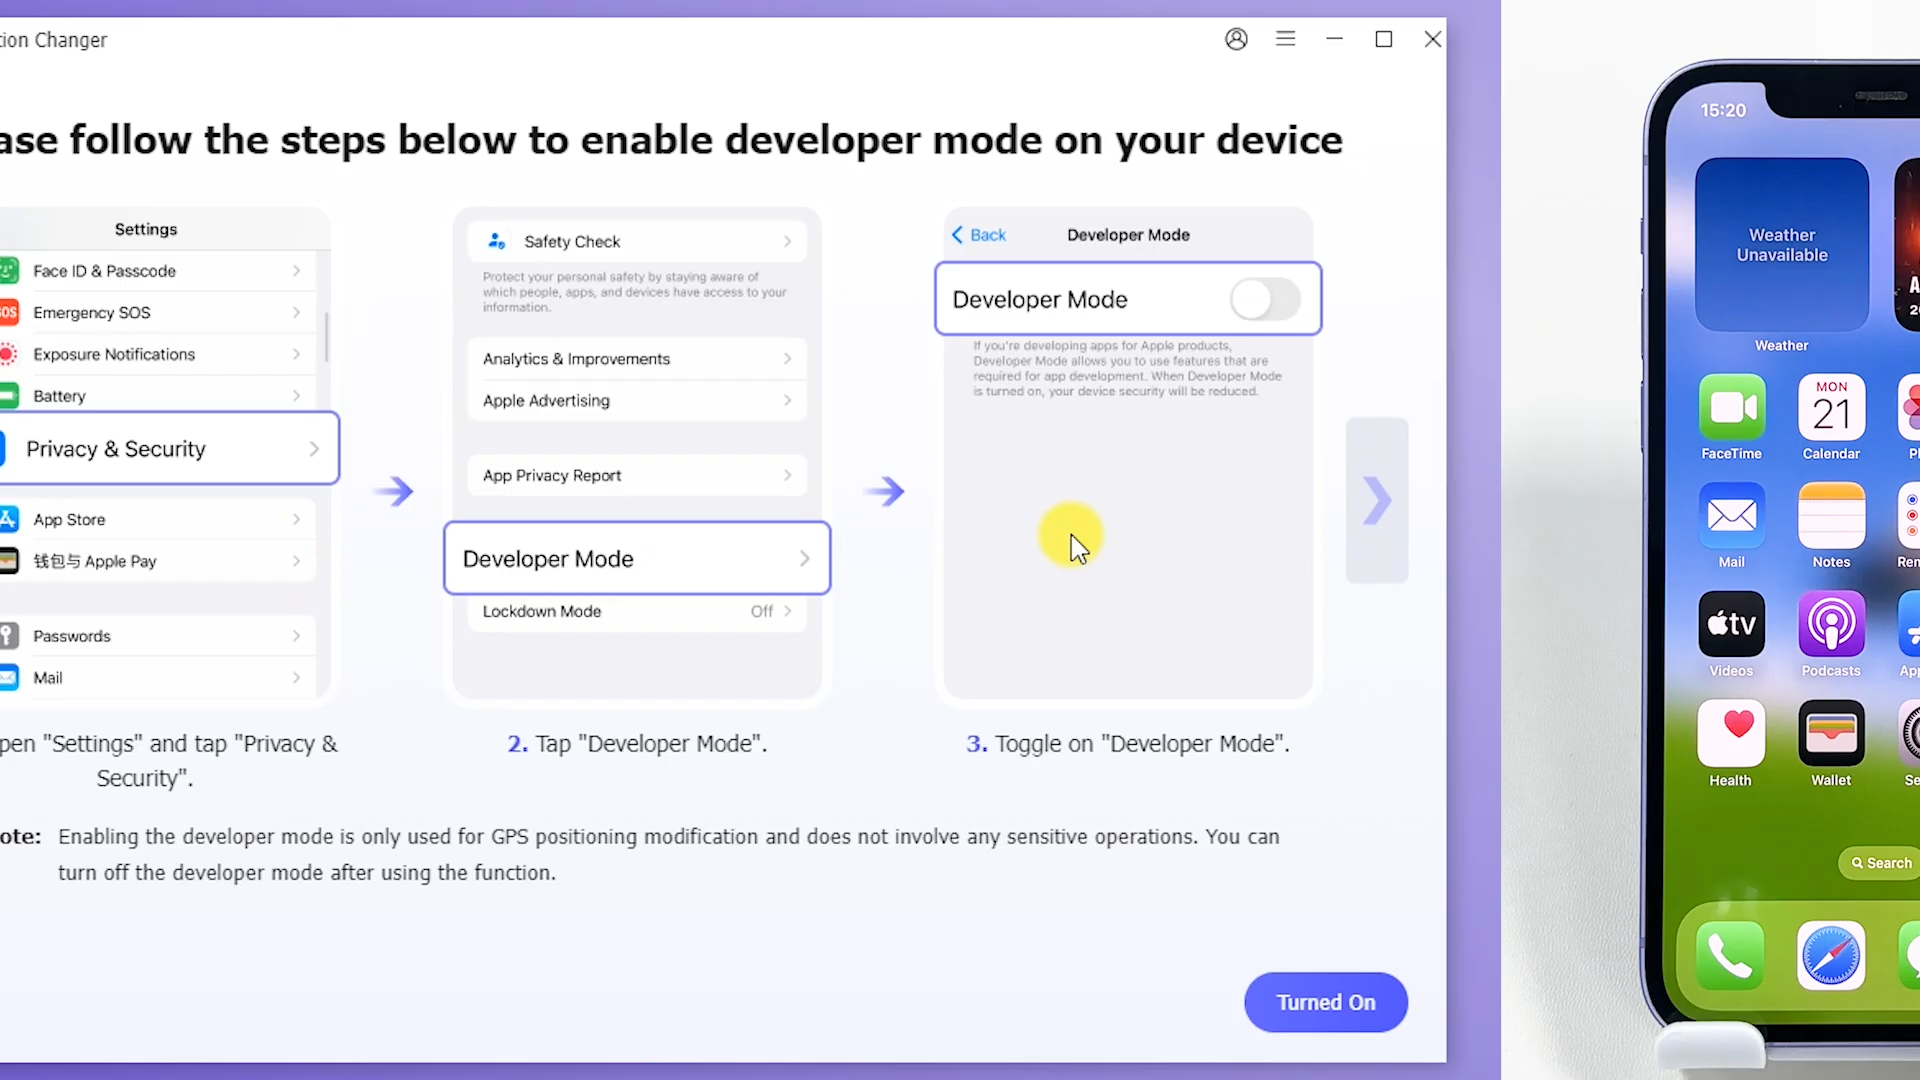 tion Changer
ase follow the steps below to enable developer mode on your device
Settings
Face ID & Passcode
SOS
Emergency SOS
Exposure Notifications
Battery
Privacy & Security
App Store
钱包与 Apple Pay
Passwords
Mail
pen "Settings" and tap "Privacy &
Security".
Safety Check
Protect your personal safety by staying aware of
which people, apps, and devices have access to your
information.
Analytics & Improvements
Apple Advertising
App Privacy Report
Developer Mode
Lockdown Mode Off
2. Tap "Developer Mode".
Back Developer Mode
Developer Mode
If you're developing apps for Apple products,
Developer Mode allows you to use features that are
required for app development. When Developer Mode
is turned on, your device security will be reduced.
3. Toggle on "Developer Mode".
ote: Enabling the developer mode is only used for GPS positioning modification and does not involve any sensitive operations. You can
turn off the developer mode after using the function.
Turned On
15:20
Weather
Unavailable
Weather
MON
21
FaceTime Calendar
Mail Notes
tv
Videos Podcasts
Health Wallet
Search